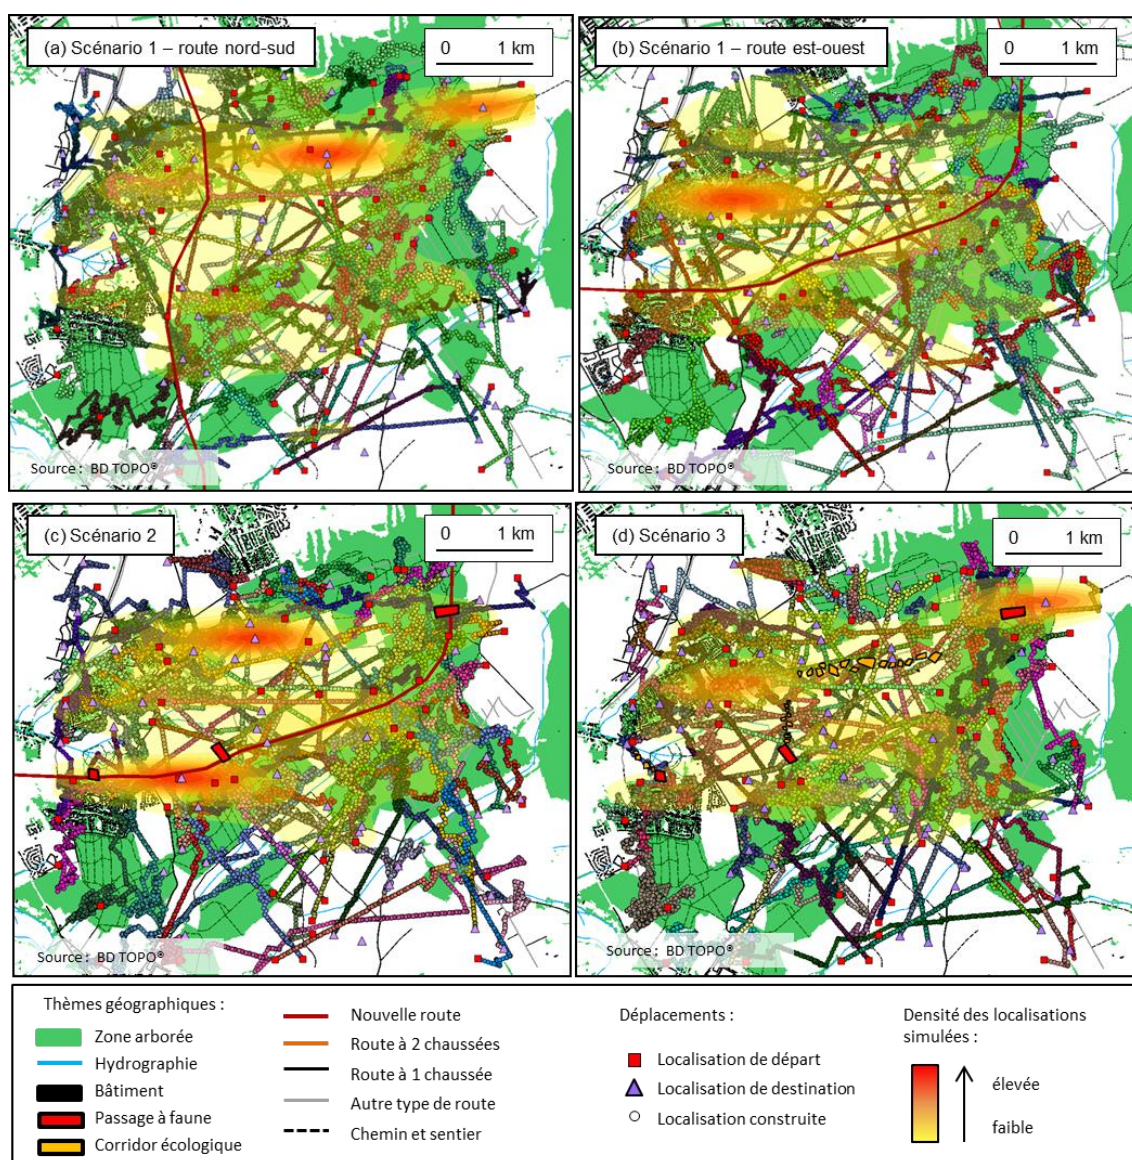 (a) Scénario 1 – route nord-sud
0 1 km
Source : BD TOPO®
(b) Scénario 1 – route est-ouest
0 1 km
Source : BD TOPO®
(c) Scénario 2
0 1 km
Gif
Source : BD TOPO®
(d) Scénario 3
0 1 km
Gif
Source : BD TOPO®
Thèmes géographiques :
Zone arborée
Hydrographie
Bâtiment
Passage à faune
Corridor écologique
Nouvelle route
Route à 2 chaussées
Route à 1 chaussée
Autre type de route
Chemin et sentier
Déplacements :
Localisation de départ
Localisation de destination
Localisation construite
Densité des localisations
simulées :
élevée
faible